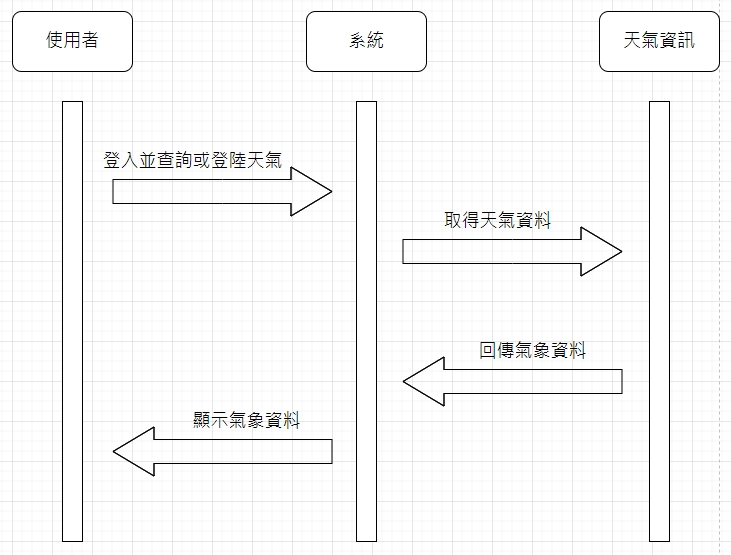 使用者
系統
天氣資訊
登入並查詢或登陸天氣
取得天氣資料
回傳氣象資料
顯示氣象資料